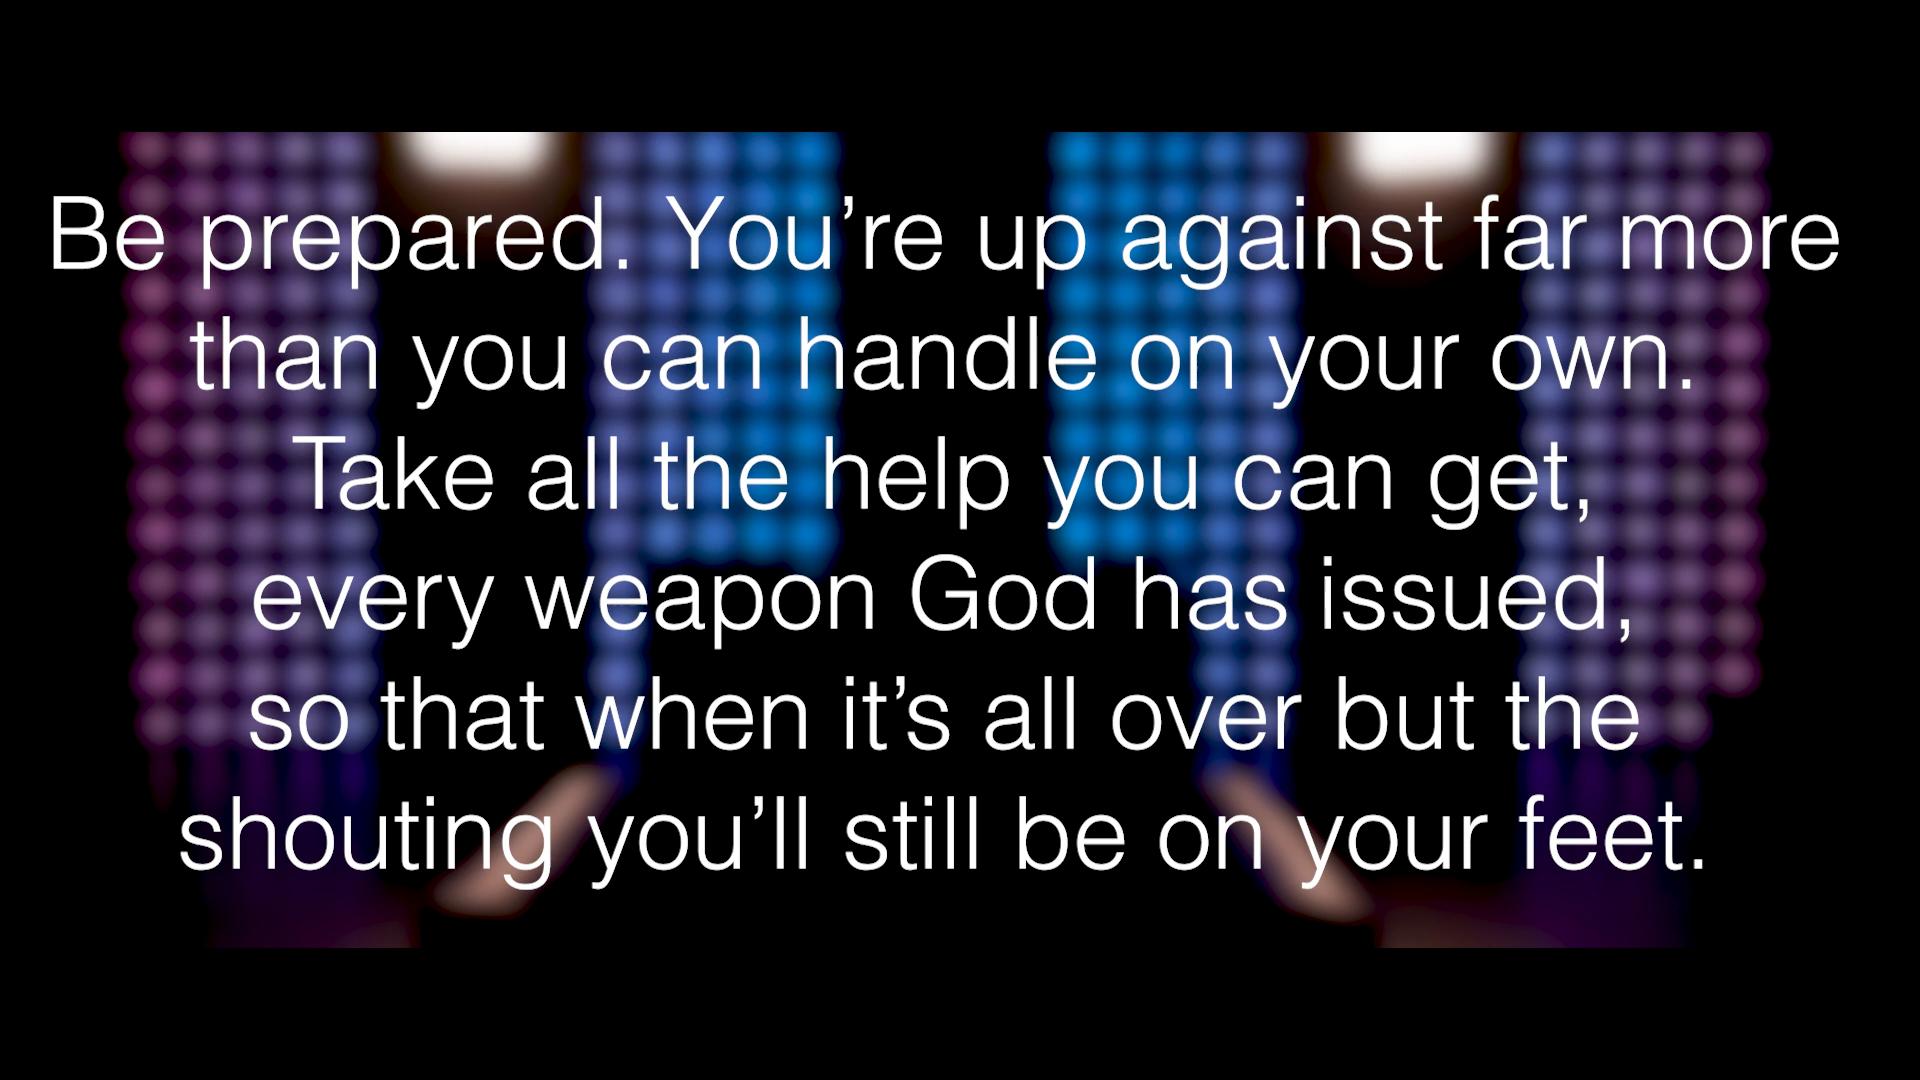 Be prepared. You’re up against far more
than you can handle on your own.
Take all the help you can get,
every weapon God has issued,
so that when it’s all over but the
shouting you’ll still be on your feet.